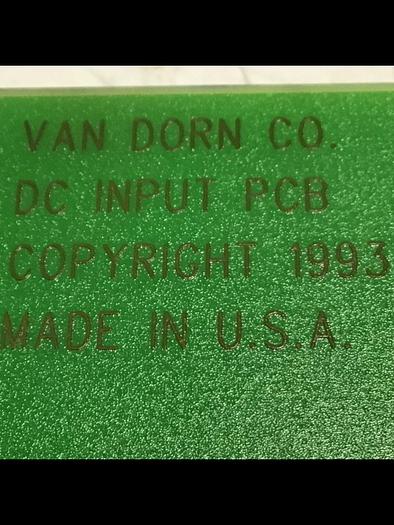 VAN DORN CO.
DC INPUT PCB
COPYRIGHT 1993
MADE IN U.S.A.